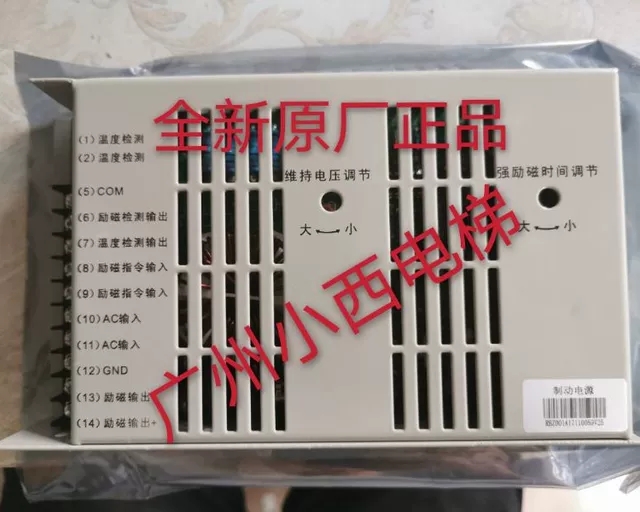 全新原厂正品
(1)温度检测
(2)温度检测
(5)COM
(6)励磁检测输出
(7)温度检测输出
(8)励磁指令输入
(9)励磁指令输入
(10)AC输入
(11)AC输入
(12)GND
(13)励磁输出-
(14)励磁输出+
维持电压调节
大 小
强励磁时间调节
大 小
广州小西电梯
制动电源